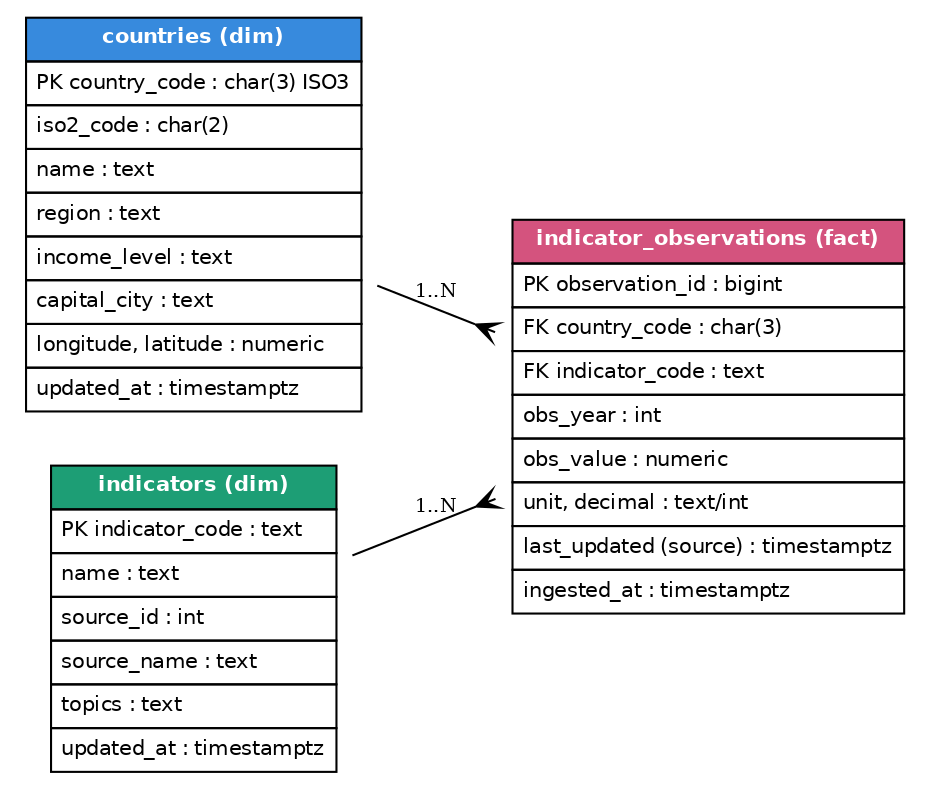 countries (dim)
PK country_code : char(3) ISO3
iso2_code : char(2)
name : text
region : text
income_level : text
capital_city : text
longitude, latitude : numeric
updated_at : timestamptz
1..N
indicator_observations (fact)
PK observation_id : bigint
FK country_code : char(3)
FK indicator_code : text
obs_year : int
obs_value : numeric
unit, decimal : text/int
last_updated (source) : timestamptz
ingested_at : timestamptz
1..N
indicators (dim)
PK indicator_code : text
name : text
source_id : int
source_name : text
topics : text
updated_at : timestamptz